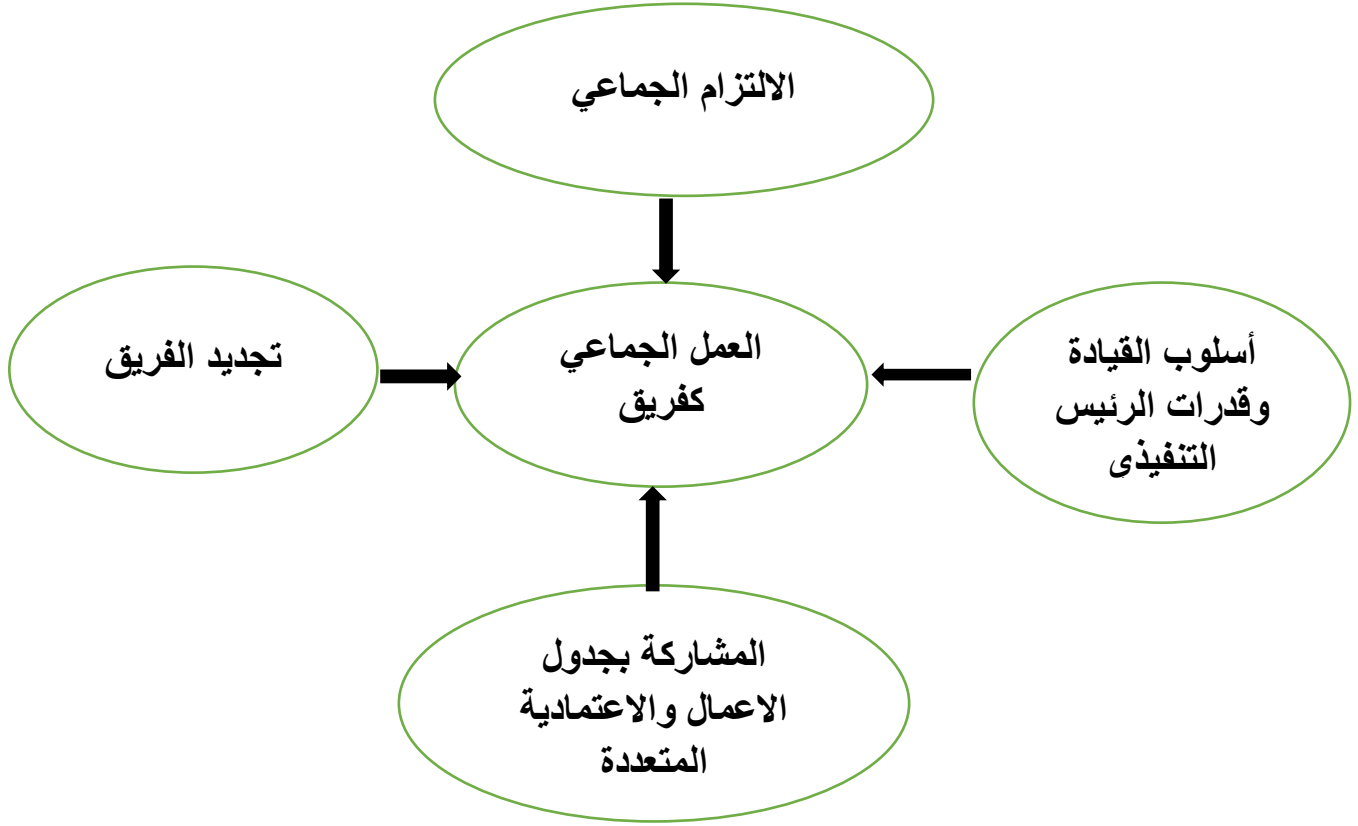 الالتزام الجماعي
أسلوب القيادة
وقدرات الرئيس
التنفيذى
العمل الجماعي
كفريق
تجديد الفريق
المشاركة بجدول
الاعمال والاعتمادية
المتعددة